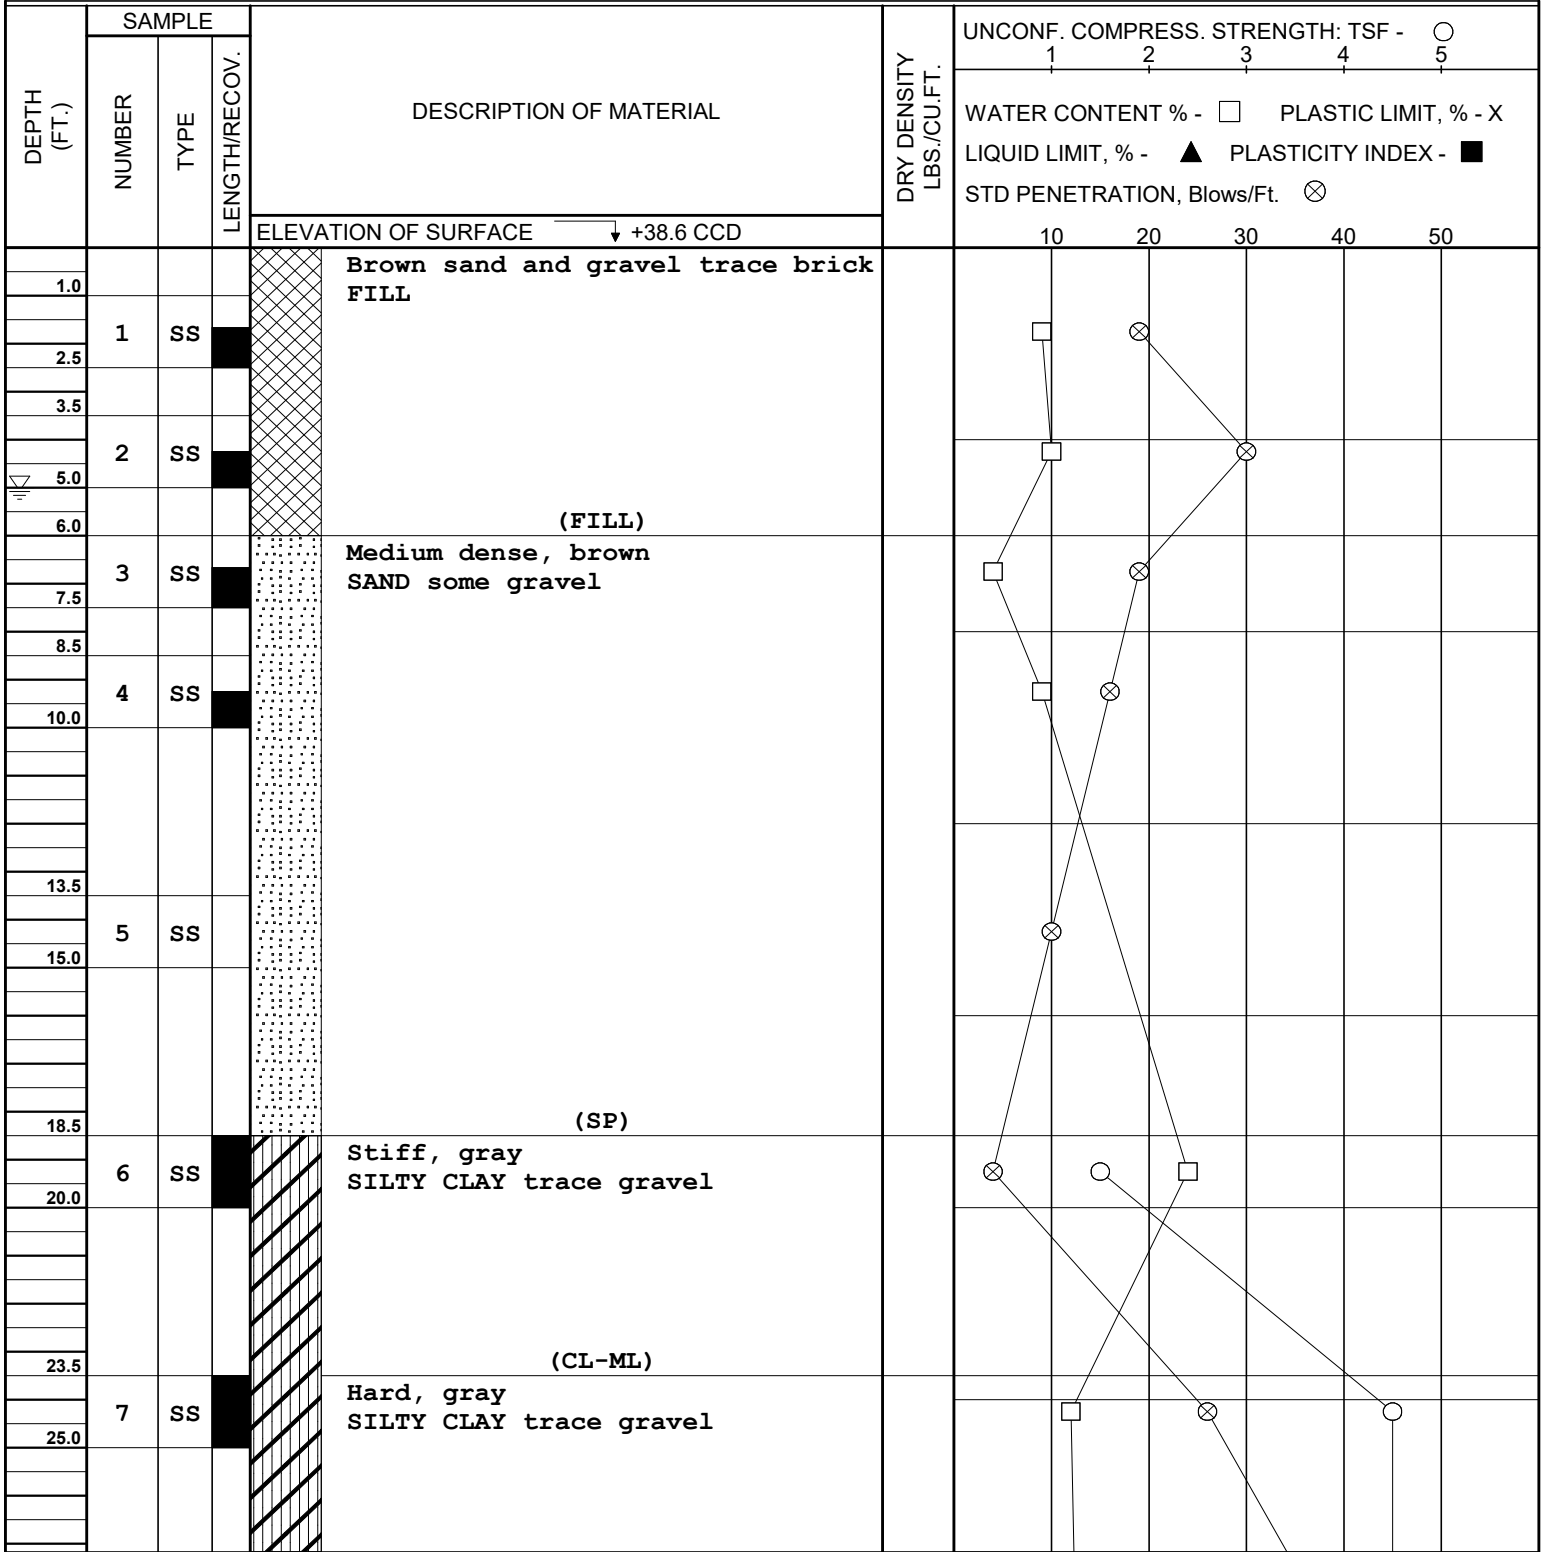 SAMPLE
DEPTH
(FT.)
NUMBER
TYPE
LENGTH/RECOV.
DESCRIPTION OF MATERIAL
ELEVATION OF SURFACE +38.6 CCD
DRY DENSITY
LBS./CU.FT.
UNCONF. COMPRESS. STRENGTH: TSF -
1 2 3 4 5
WATER CONTENT % - PLASTIC LIMIT, % - X
LIQUID LIMIT, % - PLASTICITY INDEX -
STD PENETRATION, Blows/Ft.
10 20 30 40 50
Brown sand and gravel trace brick
1.0
FILL
1 SS
2.5
3.5
2 SS
5.0
6.0
(FILL)
Medium dense, brown
3 SS
SAND some gravel
7.5
8.5
4 SS
10.0
13.5
5 SS
15.0
18.5
(SP)
Stiff, gray
6 SS
SILTY CLAY trace gravel
20.0
23.5
(CL-ML)
Hard, gray
7 SS
SILTY CLAY trace gravel
25.0